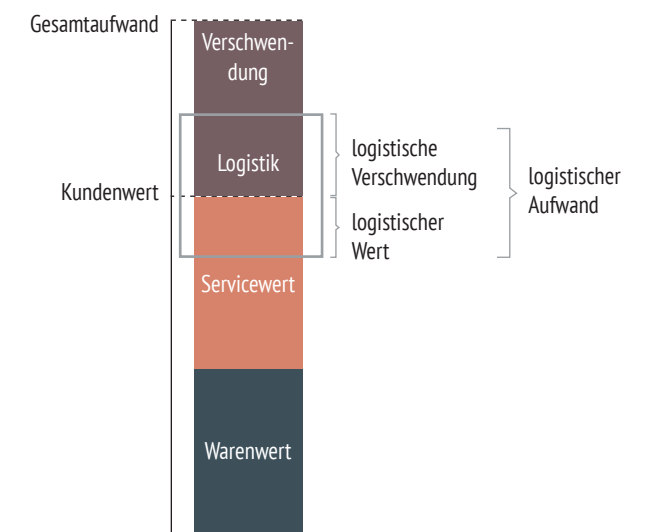 Gesamtaufwand
Verschwen-
dung
Logistik
logistische
Verschwendung
logistischer
Aufwand
Kundenwert
logistischer
Wert
Servicewert
Warenwert